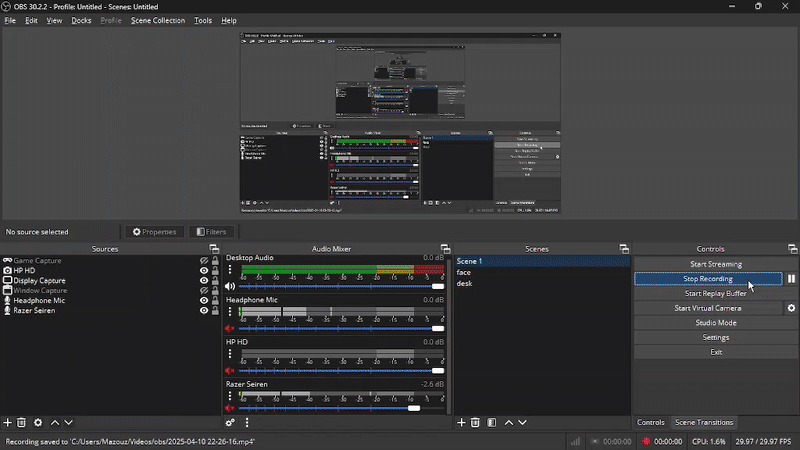 OBS 30.2.2 - Profile: Untitled - Scenes: Untitled
File Edit View Docks Profile Scene Collection Tools Help
No source selected
Properties
Filters
Sources
Audio Mixer
Scenes
Controls
Game Capture
HP HD
Display Capture
Window Capture
Headphone Mic
Razer Seiren
Desktop Audio 0.0 dB
-60 -55 -50 -45 -40 -35 -30 -25 -20 -15 -10 -5 0
Headphone Mic 0.0 dB
-60 -55 -50 -45 -40 -35 -30 -25 -20 -15 -10 -5 0
HP HD 0.0 dB
-60 -55 -50 -45 -40 -35 -30 -25 -20 -15 -10 -5 0
Razer Seiren -2.6 dB
-60 -55 -50 -45 -40 -35 -30 -25 -20 -15 -10 -5 0
Scene 1
face
desk
Start Streaming
Stop Recording
Start Replay Buffer
Start Virtual Camera
Studio Mode
Settings
Exit
Controls Scene Transitions
Recording saved to 'C:/Users/Mazouz/Videos/obs/2025-04-10 22-26-16.mp4'
00:00:00
00:00:00
CPU: 1.6%
29.97 / 29.97 FPS